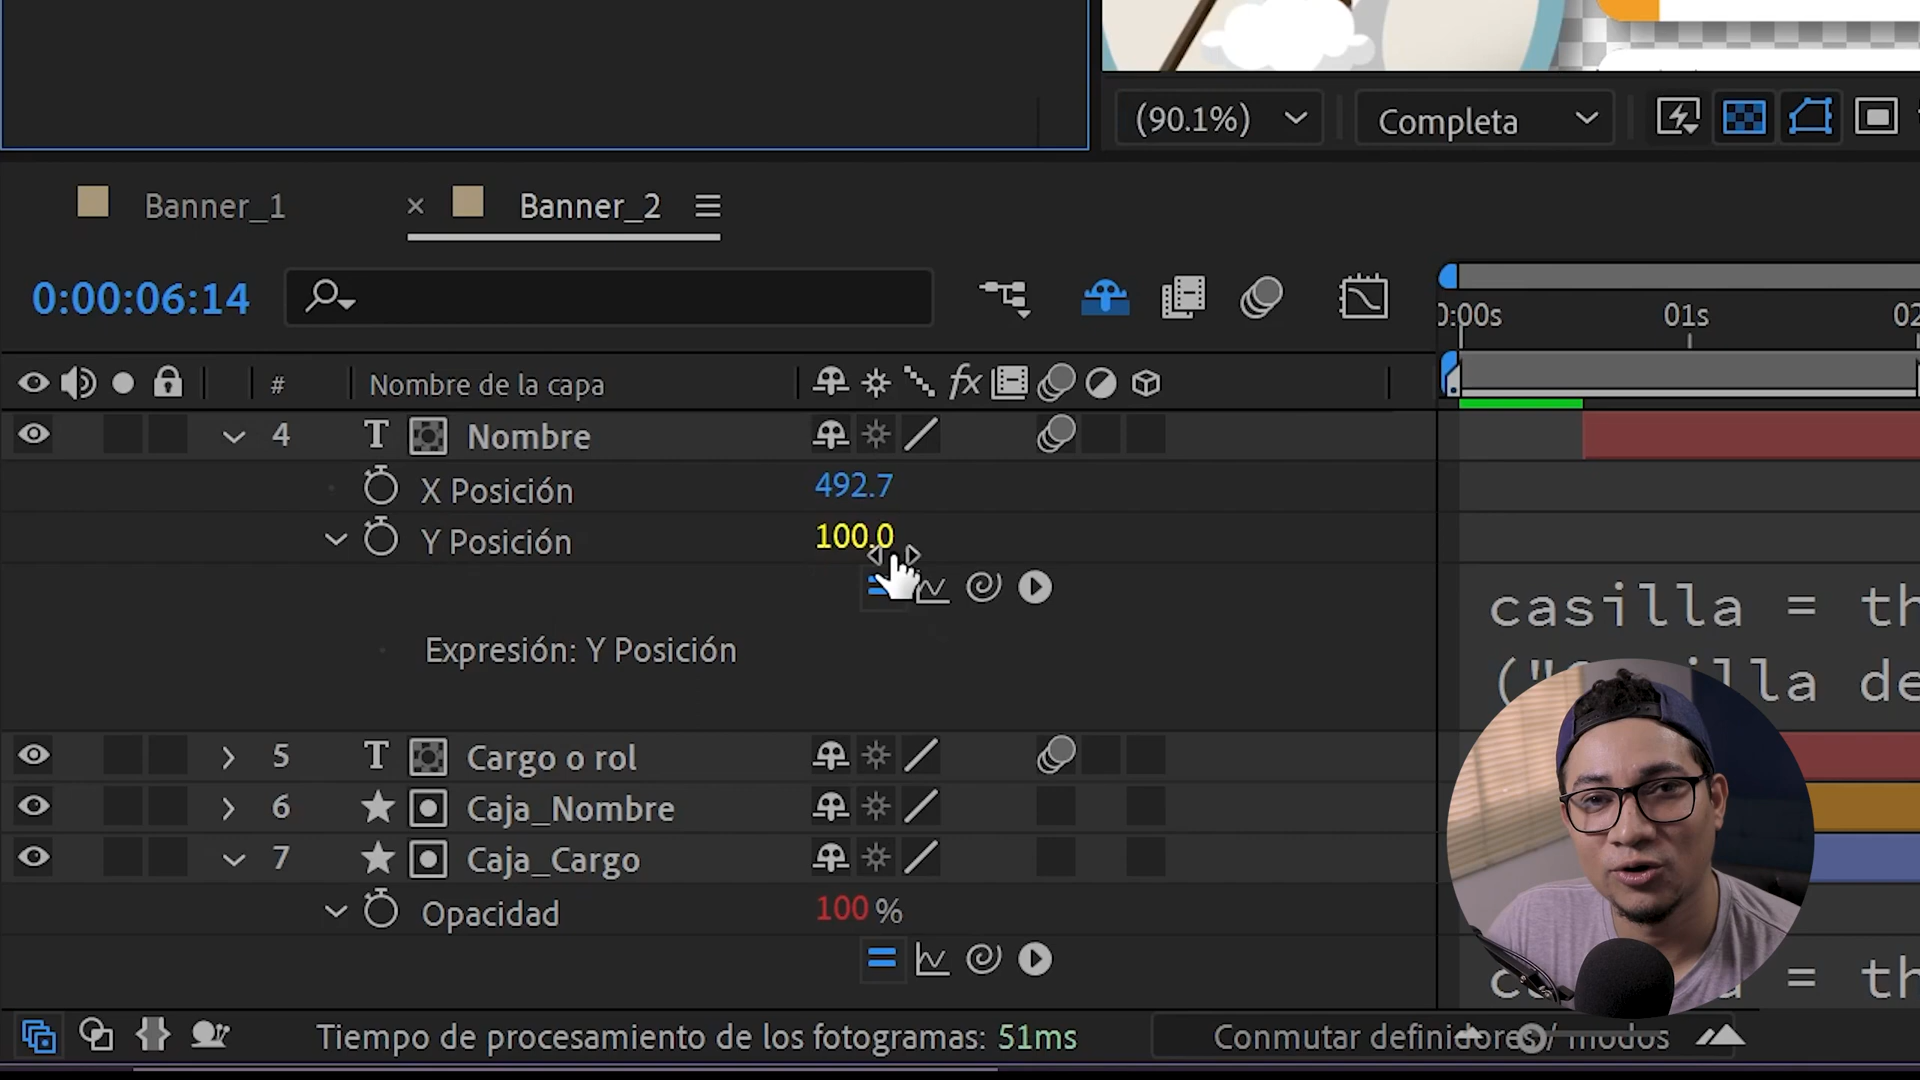 (90.1%)
Completa
Banner_1
Banner_2
0:00:06:14
0:00s
01s
02
#
Nombre de la capa
fx
4
T
Nombre
X Posición
492.7
Y Posición
100.0
casilla = th
Expresión: Y Posición
5
T
Cargo o rol
6
Caja_Nombre
7
Caja_Cargo
Opacidad
100 %
= th
Tiempo de procesamiento de los fotogramas: 51ms
Conmutar definidores / modos